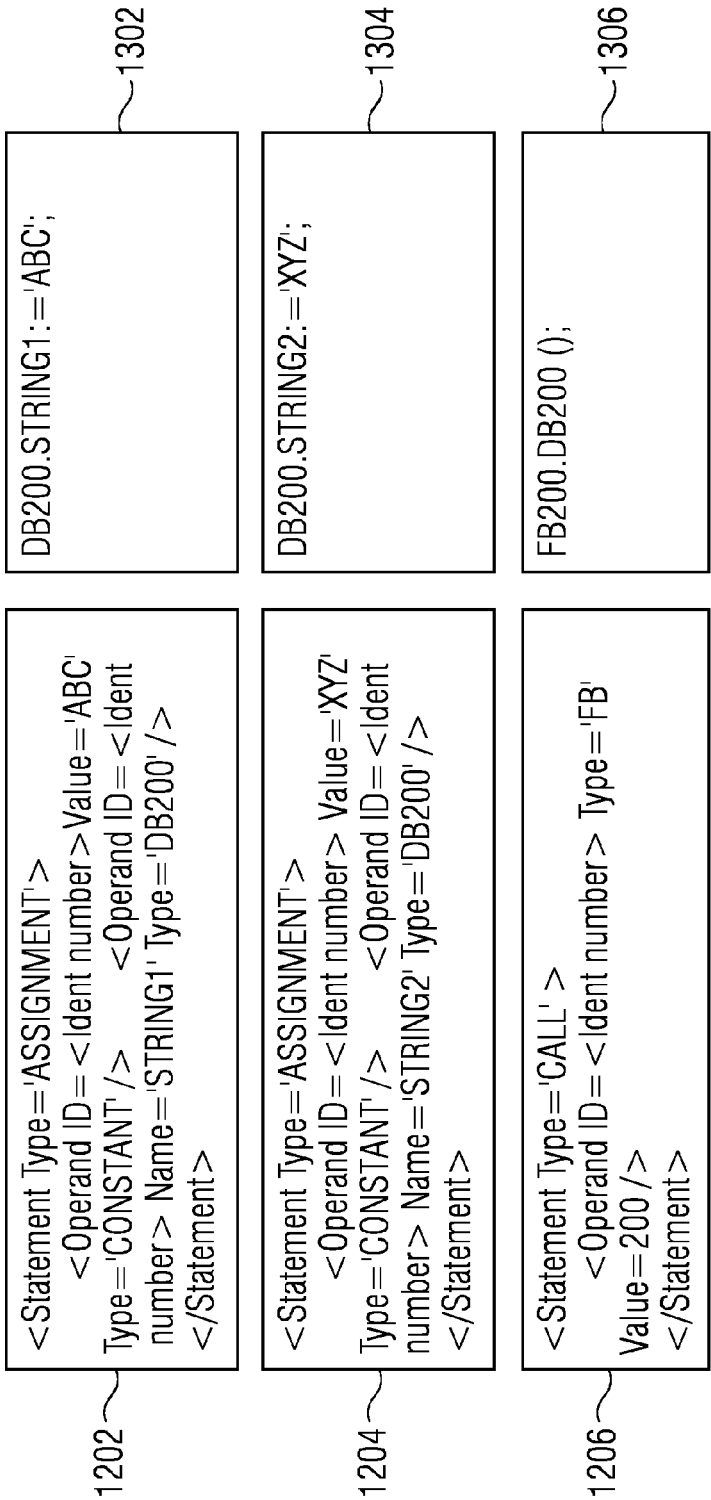 1202
<Statement Type='ASSIGNMENT'>
<Operand ID=<Ident number>Value='ABC'
Type='CONSTANT' /> <Operand ID=<Ident
number> Name='STRING1' Type='DB200' />
</Statement>
DB200.STRING1:='ABC';
1302
1204
<Statement Type='ASSIGNMENT'>
<Operand ID=<Ident number> Value='XYZ'
Type='CONSTANT' /> <Operand ID=<Ident
number> Name='STRING2' Type='DB200' />
</Statement>
DB200.STRING2:='XYZ';
1304
1206
<Statement Type='CALL' >
<Operand ID=<Ident number> Type='FB'
Value=200 />
</Statement>
FB200.DB200 ();
1306